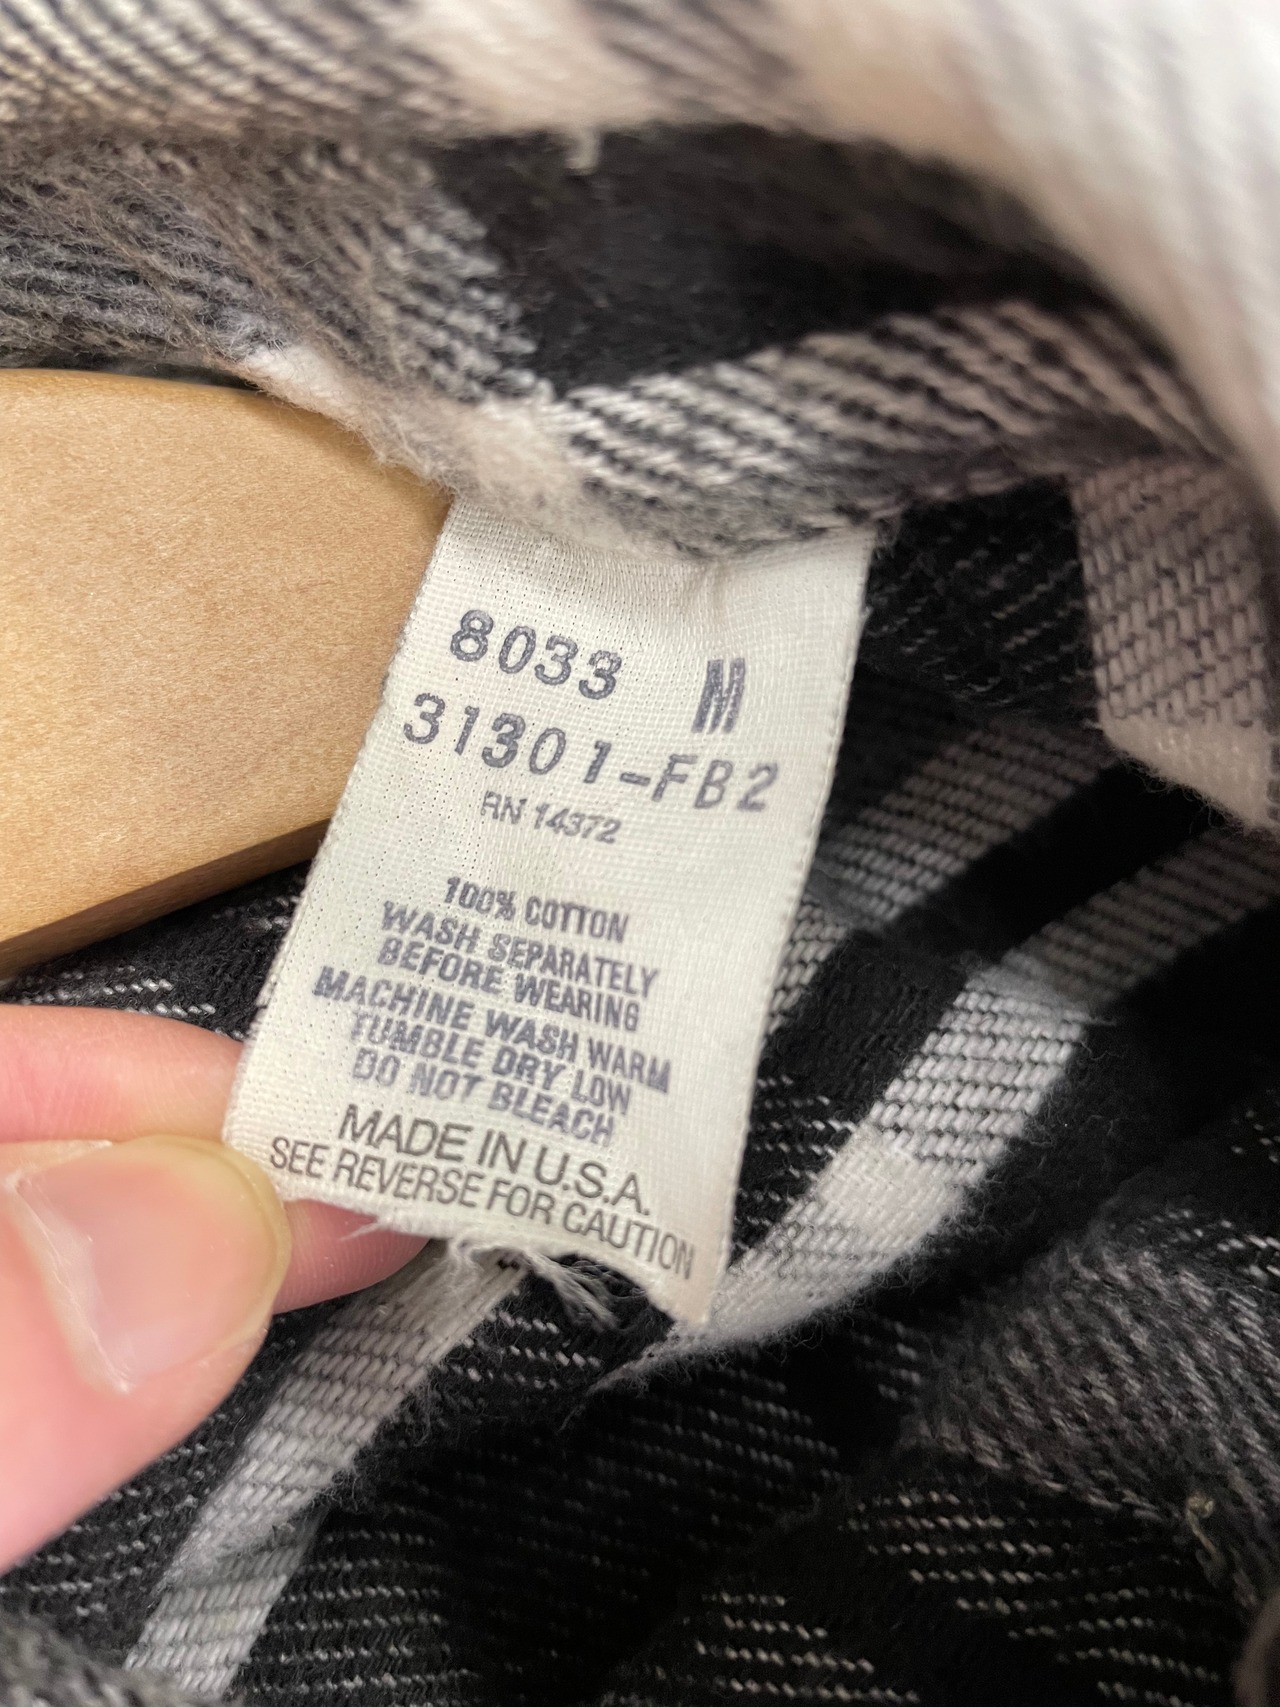 8033 M
31301-FB2
RN 14372
100% COTTON
WASH SEPARATELY
BEFORE WEARING
MACHINE WASH WARM
TUMBLE DRY LOW
DO NOT BLEACH
MADE IN U.S.A.
SEE REVERSE FOR CAUTION